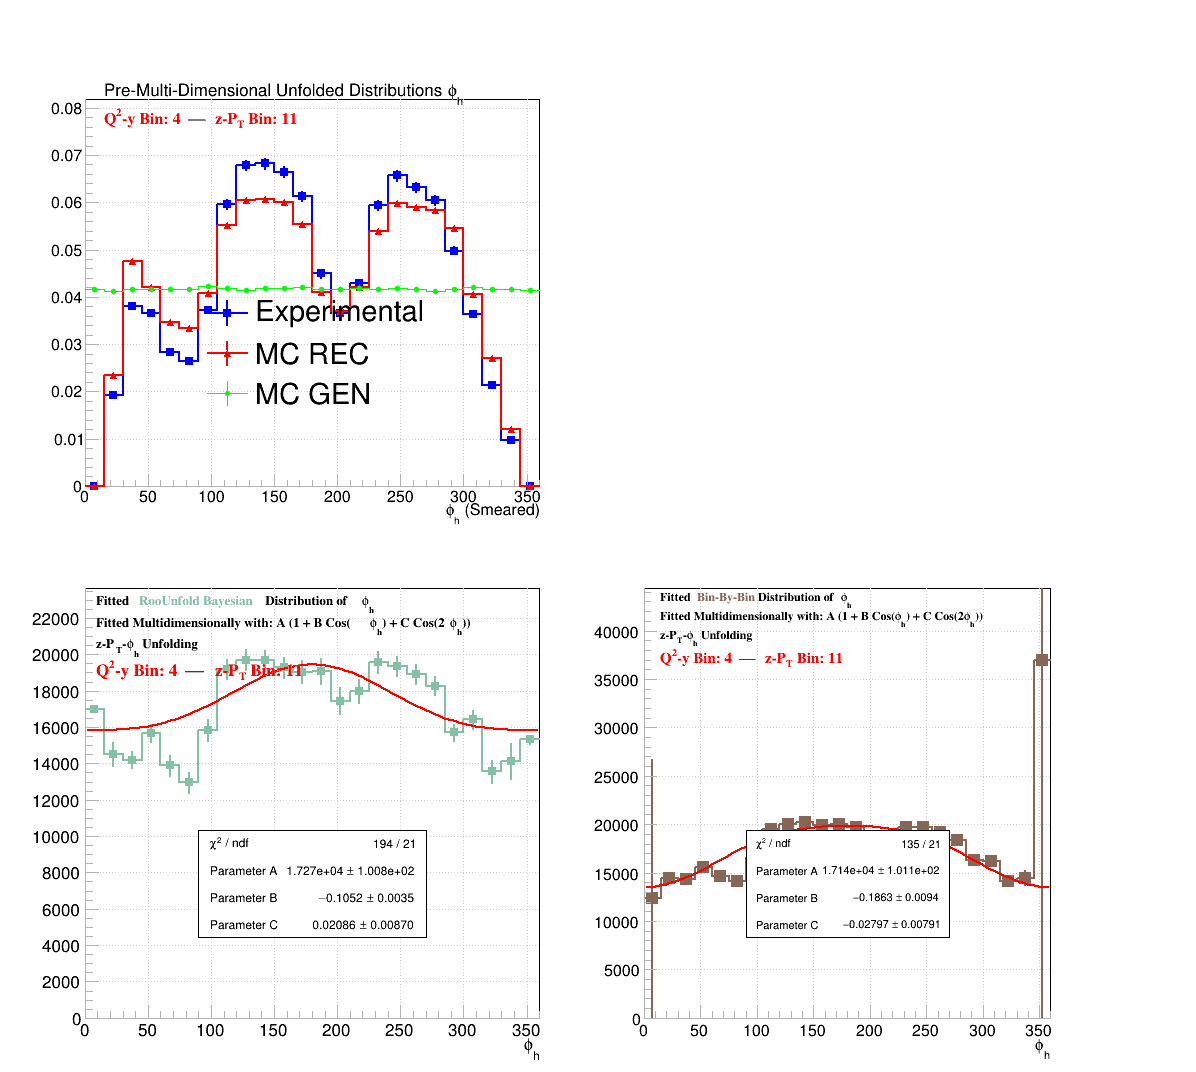 Pre-Multi-Dimensional Unfolded Distributions ϕh
Q2-y Bin: 4 — z-PT Bin: 11
0.08
0.07
0.06
0.05
0.04
0.03
0.02
0.01
0
Experimental
MC REC
MC GEN
0 50 100 150 200 250 300 350
ϕh (Smeared)
Fitted RooUnfold Bayesian Distribution of ϕh
Fitted Multidimensionally with: A (1 + B Cos( ϕh) + C Cos(2 ϕh))
z-PT-ϕh Unfolding
Q2-y Bin: 4 — z-PT Bin: 11
22000
20000
18000
16000
14000
12000
10000
8000
6000
4000
2000
0
χ2 / ndf 194 / 21
Parameter A 1.727e+04 ± 1.008e+02
Parameter B −0.1052 ± 0.0035
Parameter C 0.02086 ± 0.00870
0 50 100 150 200 250 300 350
ϕh
Fitted Bin-By-Bin Distribution of ϕh
Fitted Multidimensionally with: A (1 + B Cos(ϕh) + C Cos(2ϕh))
z-PT-ϕh Unfolding
Q2-y Bin: 4 — z-PT Bin: 11
40000
35000
30000
25000
20000
15000
10000
5000
0
χ2 / ndf 135 / 21
Parameter A 1.714e+04 ± 1.011e+02
Parameter B −0.1863 ± 0.0094
Parameter C −0.02797 ± 0.00791
0 50 100 150 200 250 300 350
ϕh